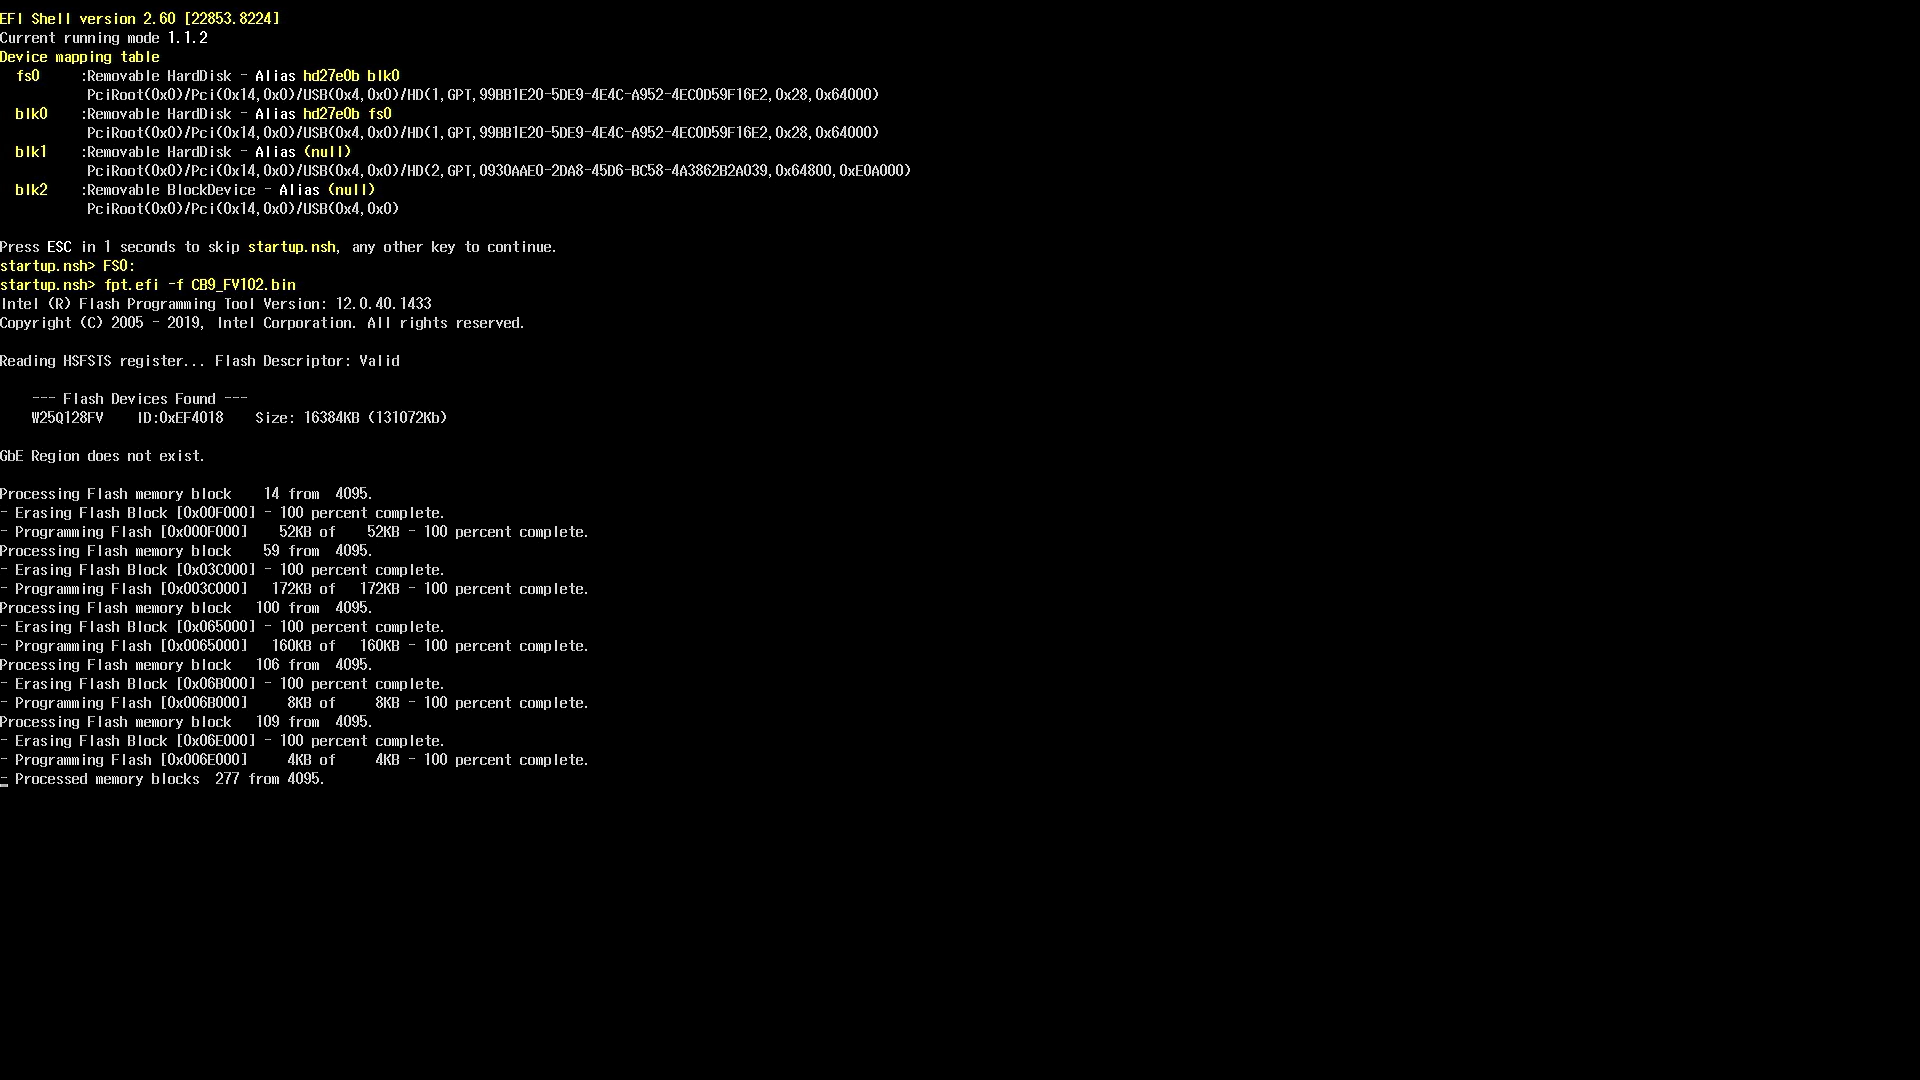 EFI Shell version 2.60 [22853.8224]
Current running mode 1.1.2
Device mapping table
  fs0     :Removable HardDisk - Alias hd27e0b blk0
           PciRoot(0x0)/Pci(0x14,0x0)/USB(0x4,0x0)/HD(1,GPT,99BB1E20-5DE9-4E4C-A952-4EC0D59F16E2,0x28,0x64000)
  blk0    :Removable HardDisk - Alias hd27e0b fs0
           PciRoot(0x0)/Pci(0x14,0x0)/USB(0x4,0x0)/HD(1,GPT,99BB1E20-5DE9-4E4C-A952-4EC0D59F16E2,0x28,0x64000)
  blk1    :Removable HardDisk - Alias (null)
           PciRoot(0x0)/Pci(0x14,0x0)/USB(0x4,0x0)/HD(2,GPT,0930AAE0-2DA8-45D6-BC58-4A3862B2A039,0x64800,0xE0A000)
  blk2    :Removable BlockDevice - Alias (null)
           PciRoot(0x0)/Pci(0x14,0x0)/USB(0x4,0x0)
Press ESC in 1 seconds to skip startup.nsh, any other key to continue.
startup.nsh> FS0:
startup.nsh> fpt.efi -f CB9_FV102.bin
Intel (R) Flash Programming Tool Version: 12.0.40.1433
Copyright (C) 2005 - 2019, Intel Corporation. All rights reserved.
Reading HSFSTS register... Flash Descriptor: Valid
    --- Flash Devices Found ---
    W25Q128FV    ID:0xEF4018    Size: 16384KB (131072Kb)
GbE Region does not exist.
Processing Flash memory block    14 from  4095.
- Erasing Flash Block [0x00F000] - 100 percent complete.
- Programming Flash [0x000F000]    52KB of    52KB - 100 percent complete.
Processing Flash memory block    59 from  4095.
- Erasing Flash Block [0x03C000] - 100 percent complete.
- Programming Flash [0x003C000]   172KB of   172KB - 100 percent complete.
Processing Flash memory block   100 from  4095.
- Erasing Flash Block [0x065000] - 100 percent complete.
- Programming Flash [0x0065000]   160KB of   160KB - 100 percent complete.
Processing Flash memory block   106 from  4095.
- Erasing Flash Block [0x06B000] - 100 percent complete.
- Programming Flash [0x006B000]     8KB of     8KB - 100 percent complete.
Processing Flash memory block   109 from  4095.
- Erasing Flash Block [0x06E000] - 100 percent complete.
- Programming Flash [0x006E000]     4KB of     4KB - 100 percent complete.
- Processed memory blocks  277 from 4095.